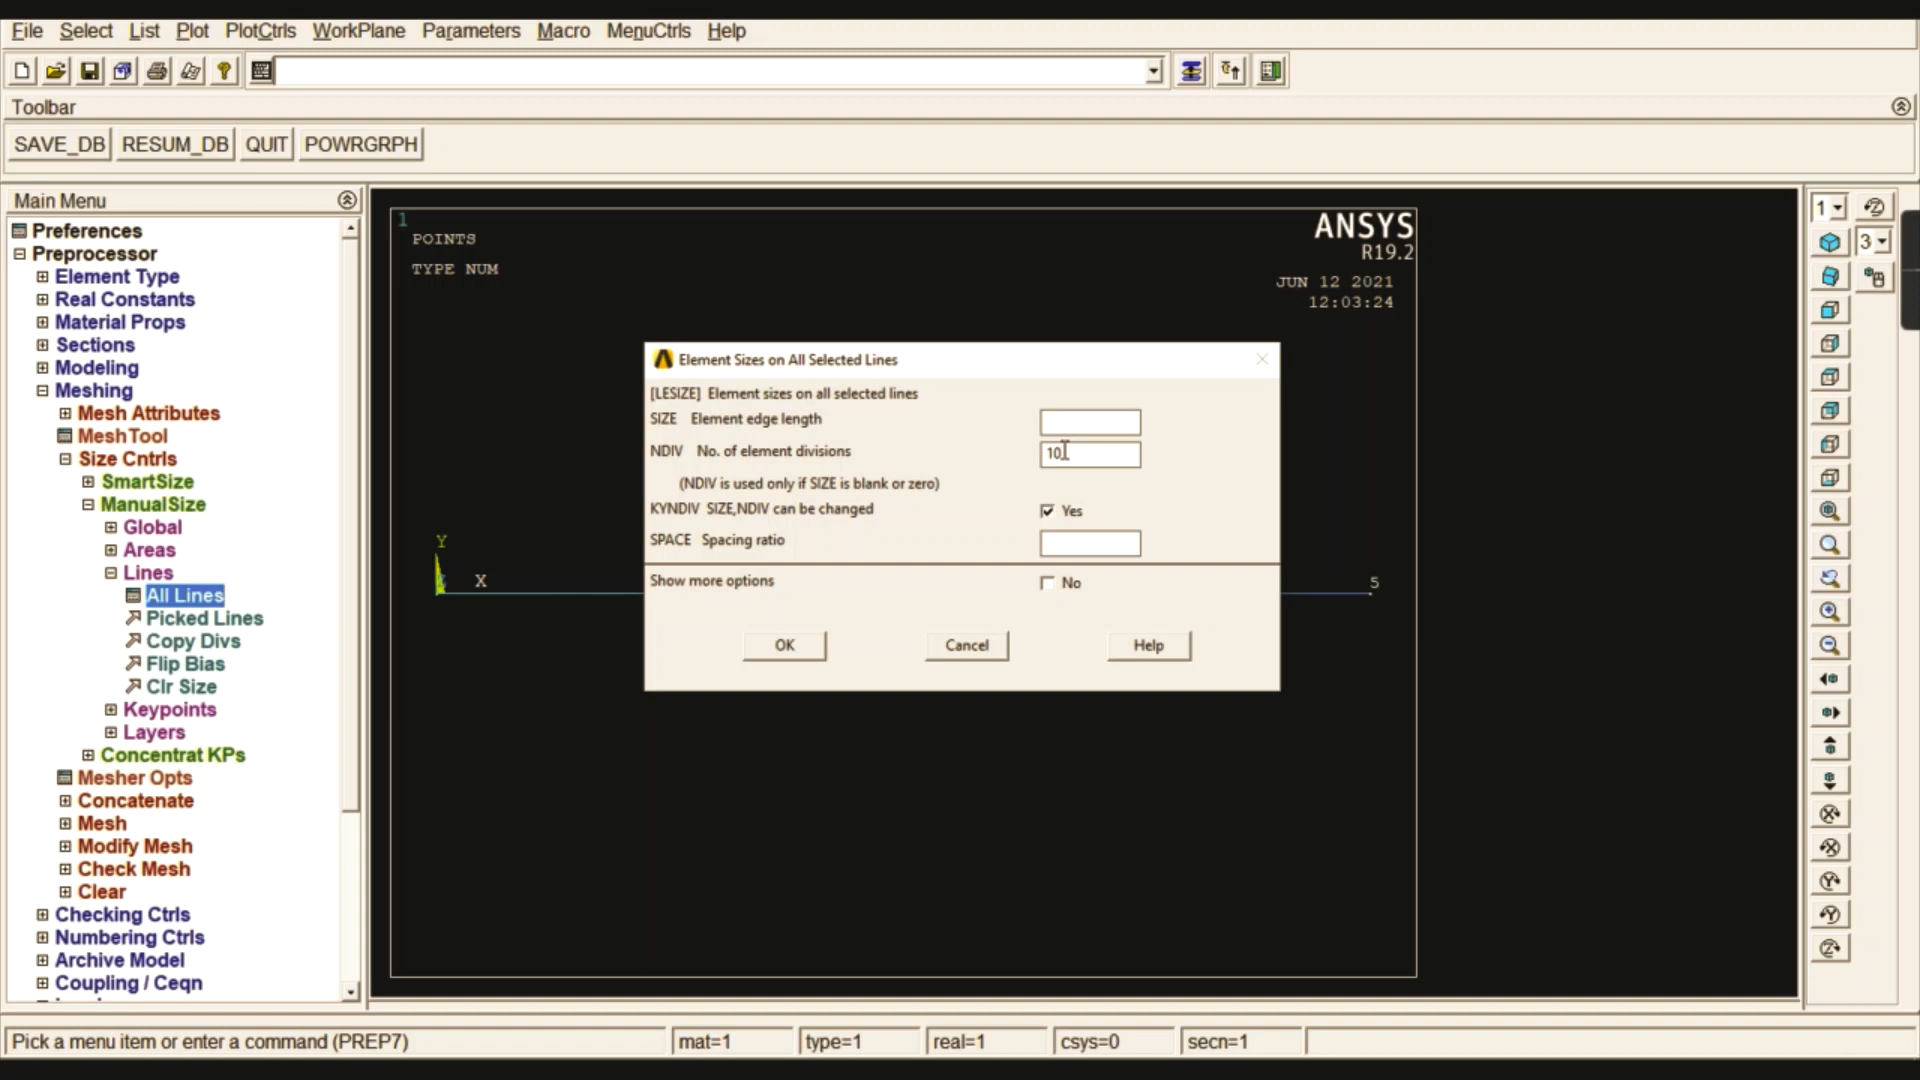 File Select List Plot PlotCtrls WorkPlane Parameters Macro MenuCtrls Help
Toolbar
SAVE_DB RESUM_DB QUIT POWRGRPH
Main Menu
Preferences
Preprocessor
Element Type
Real Constants
Material Props
Sections
Modeling
Meshing
Mesh Attributes
MeshTool
Size Cntrls
SmartSize
ManualSize
Global
Areas
Lines
All Lines
Picked Lines
Copy Divs
Flip Bias
Clr Size
Keypoints
Layers
Concentrat KPs
Mesher Opts
Concatenate
Mesh
Modify Mesh
Check Mesh
Clear
Checking Ctrls
Numbering Ctrls
Archive Model
Coupling / Ceqn
1
POINTS
TYPE NUM
ANSYS
R19.2
JUN 12 2021
12:03:24
Y
X
5
Element Sizes on All Selected Lines
[LESIZE] Element sizes on all selected lines
SIZE Element edge length
NDIV No. of element divisions 10
(NDIV is used only if SIZE is blank or zero)
KYNDIV SIZE,NDIV can be changed Yes
SPACE Spacing ratio
Show more options No
OK Cancel Help
1
3
Pick a menu item or enter a command (PREP7) mat=1 type=1 real=1 csys=0 secn=1